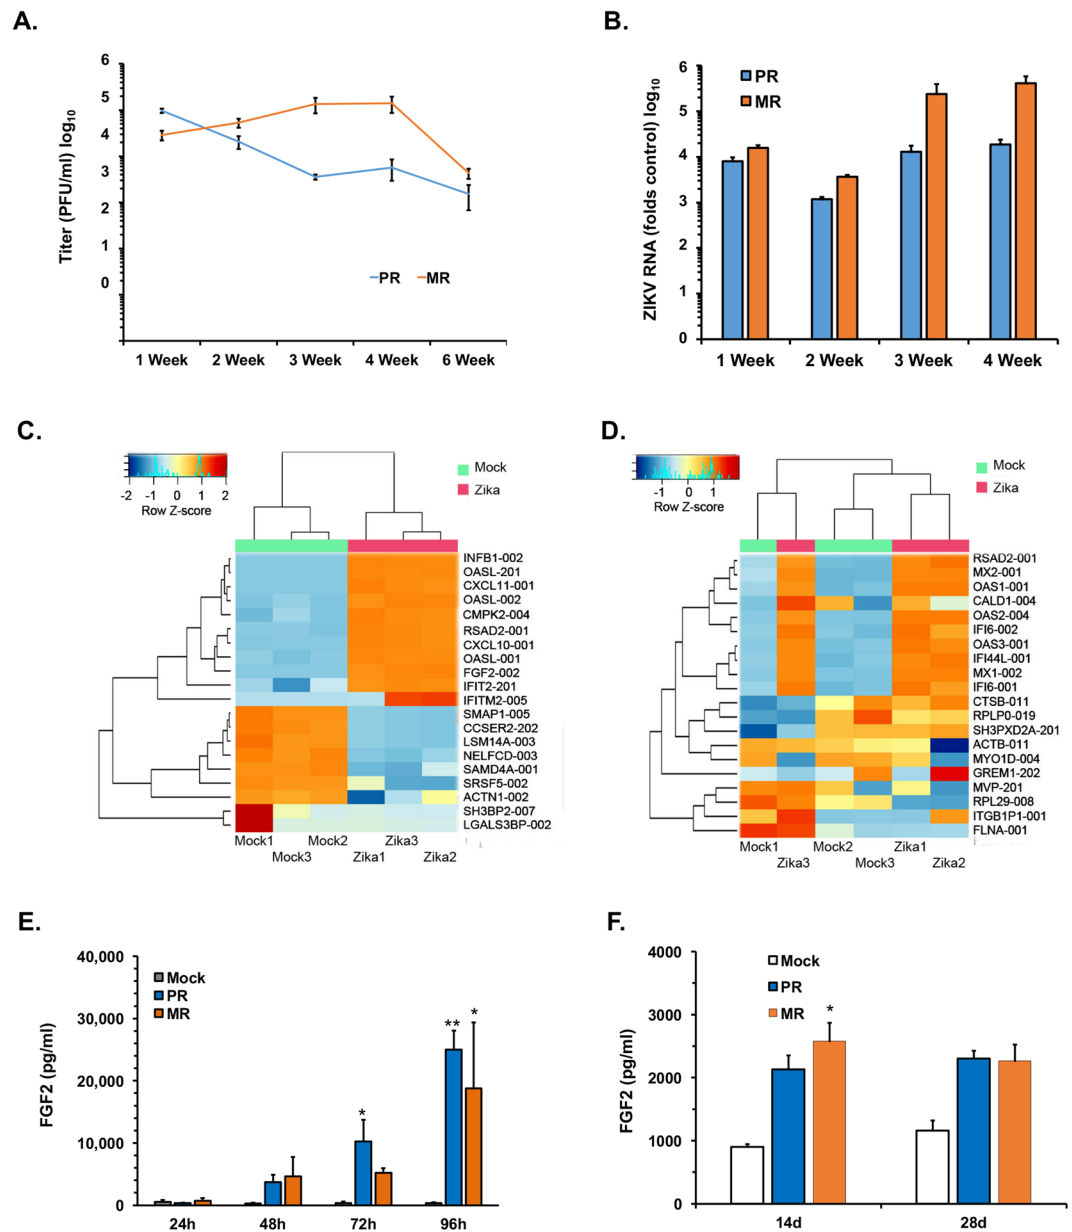 A.
6
5
4
3
2
1
0
Titer (PFU/ml) log10
PR MR
1 Week 2 Week 3 Week 4 Week 6 Week
B.
6
5
4
3
2
1
0
ZIKV RNA (folds control) log10
PR
MR
1 Week 2 Week 3 Week 4 Week
C.
-2 -1 0 1 2
Row Z-score
Mock
Zika
INFB1-002
OASL-201
CXCL11-001
OASL-002
CMPK2-004
RSAD2-001
CXCL10-001
OASL-001
FGF2-002
IFIT2-201
IFITM2-005
SMAP1-005
CCSER2-202
LSM14A-003
NELFCD-003
SAMD4A-001
SRSF5-002
ACTN1-002
SH3BP2-007
LGALS3BP-002
Mock1 Mock2 Zika3
Mock3 Zika1 Zika2
D.
-1 0 1
Row Z-score
Mock
Zika
RSAD2-001
MX2-001
OAS1-001
CALD1-004
OAS2-004
IFI6-002
OAS3-001
IFI44L-001
MX1-002
IFI6-001
CTSB-011
RPLP0-019
SH3PXD2A-201
ACTB-011
MYO1D-004
GREM1-202
MVP-201
RPL29-008
ITGB1P1-001
FLNA-001
Mock1 Mock2 Zika1
Zika3 Mock3 Zika2
E.
40,000
30,000
20,000
10,000
0
FGF2 (pg/ml)
Mock
PR
MR
*
** *
24h 48h 72h 96h
F.
4000
3000
2000
1000
0
FGF2 (pg/ml)
Mock
PR
MR
*
14d 28d